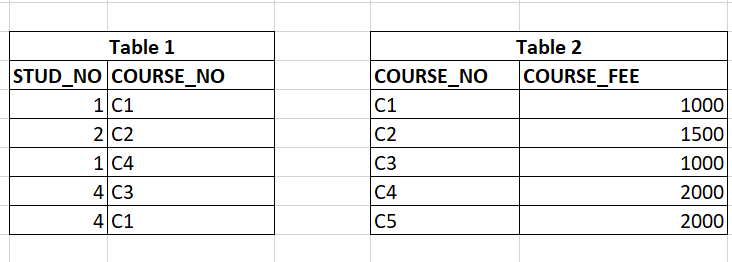 Table 1 Table 2
STUD_NO COURSE_NO COURSE_NO COURSE_FEE
1 C1 C1 1000
2 C2 C2 1500
1 C4 C3 1000
4 C3 C4 2000
4 C1 C5 2000